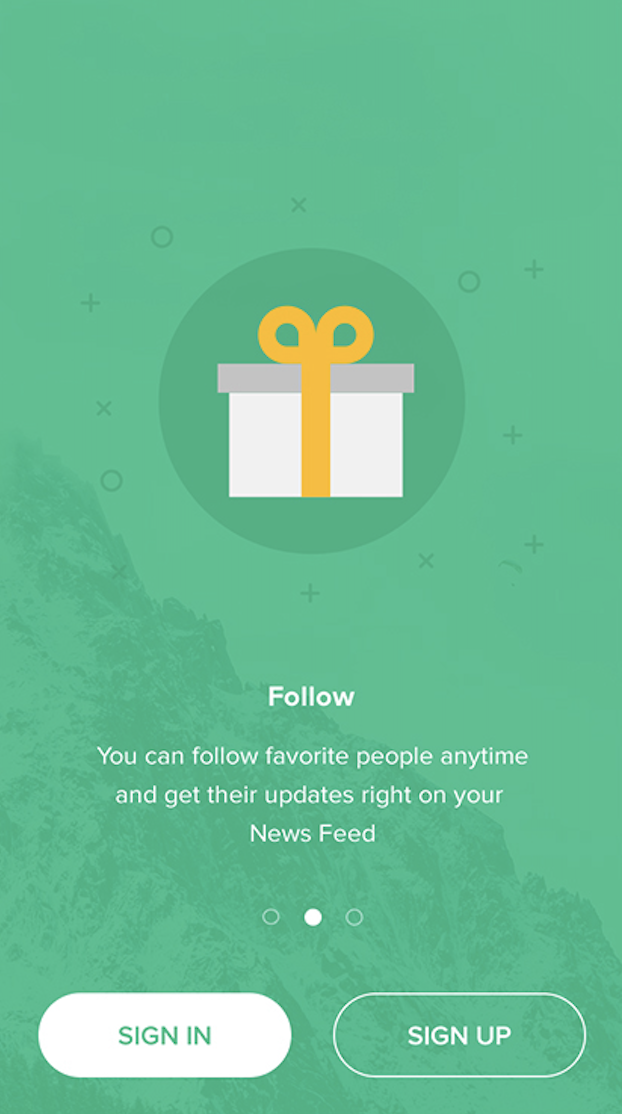 Follow
You can follow favorite people anytime
and get their updates right on your
News Feed
SIGN IN
SIGN UP